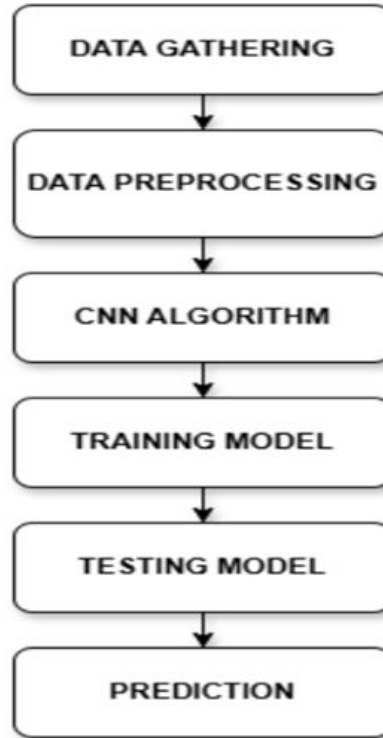 DATA GATHERING
DATA PREPROCESSING
CNN ALGORITHM
TRAINING MODEL
TESTING MODEL
PREDICTION